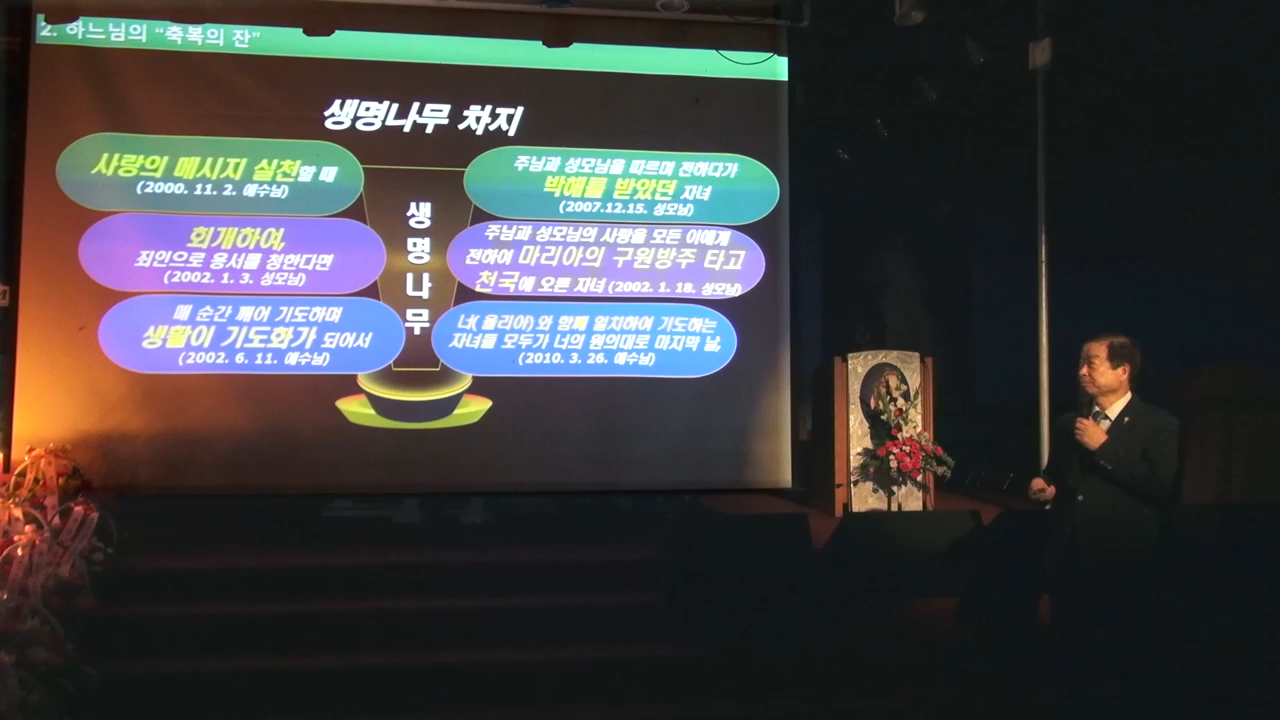 2. 하느님의 “축복의 잔”
생명나무 차지
사랑의 메시지 실천할 때
(2000. 11. 2. 예수님)
회개하여,
죄인으로 용서를 청한다면
(2002. 1. 3. 성모님)
매 순간 깨어 기도하며
생활이 기도화가 되어서
(2002. 6. 11. 예수님)
생
명
나
무
주님과 성모님을 따르며 전하다가
박해를 받았던 자녀
(2007.12.15. 성모님)
주님과 성모님의 사랑을 모든 이에게
전하여 마리아의 구원방주 타고
천국에 오른 자녀 (2002. 1. 18. 성모님)
너( 율리아) 와 함께 일치하여 기도하는
자녀들 모두가 너의 원의대로 마지막 날,
(2010. 3. 26. 예수님)